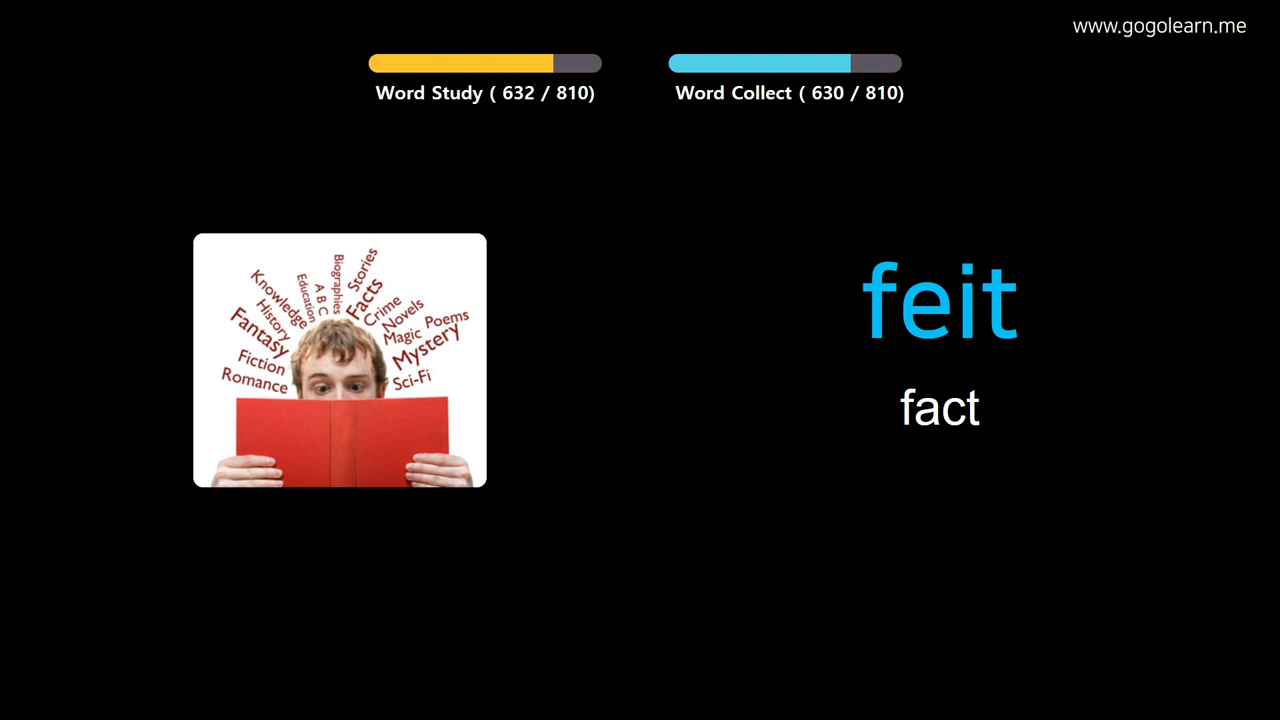 www.gogolearn.me
Word Study ( 632 / 810)
Word Collect ( 630 / 810)
Knowledge
History
Fantasy
Fiction
Romance
Education
A B C
Biographies
Stories
Facts
Crime
Novels
Magic
Poems
Mystery
Sci-Fi
feit
fact